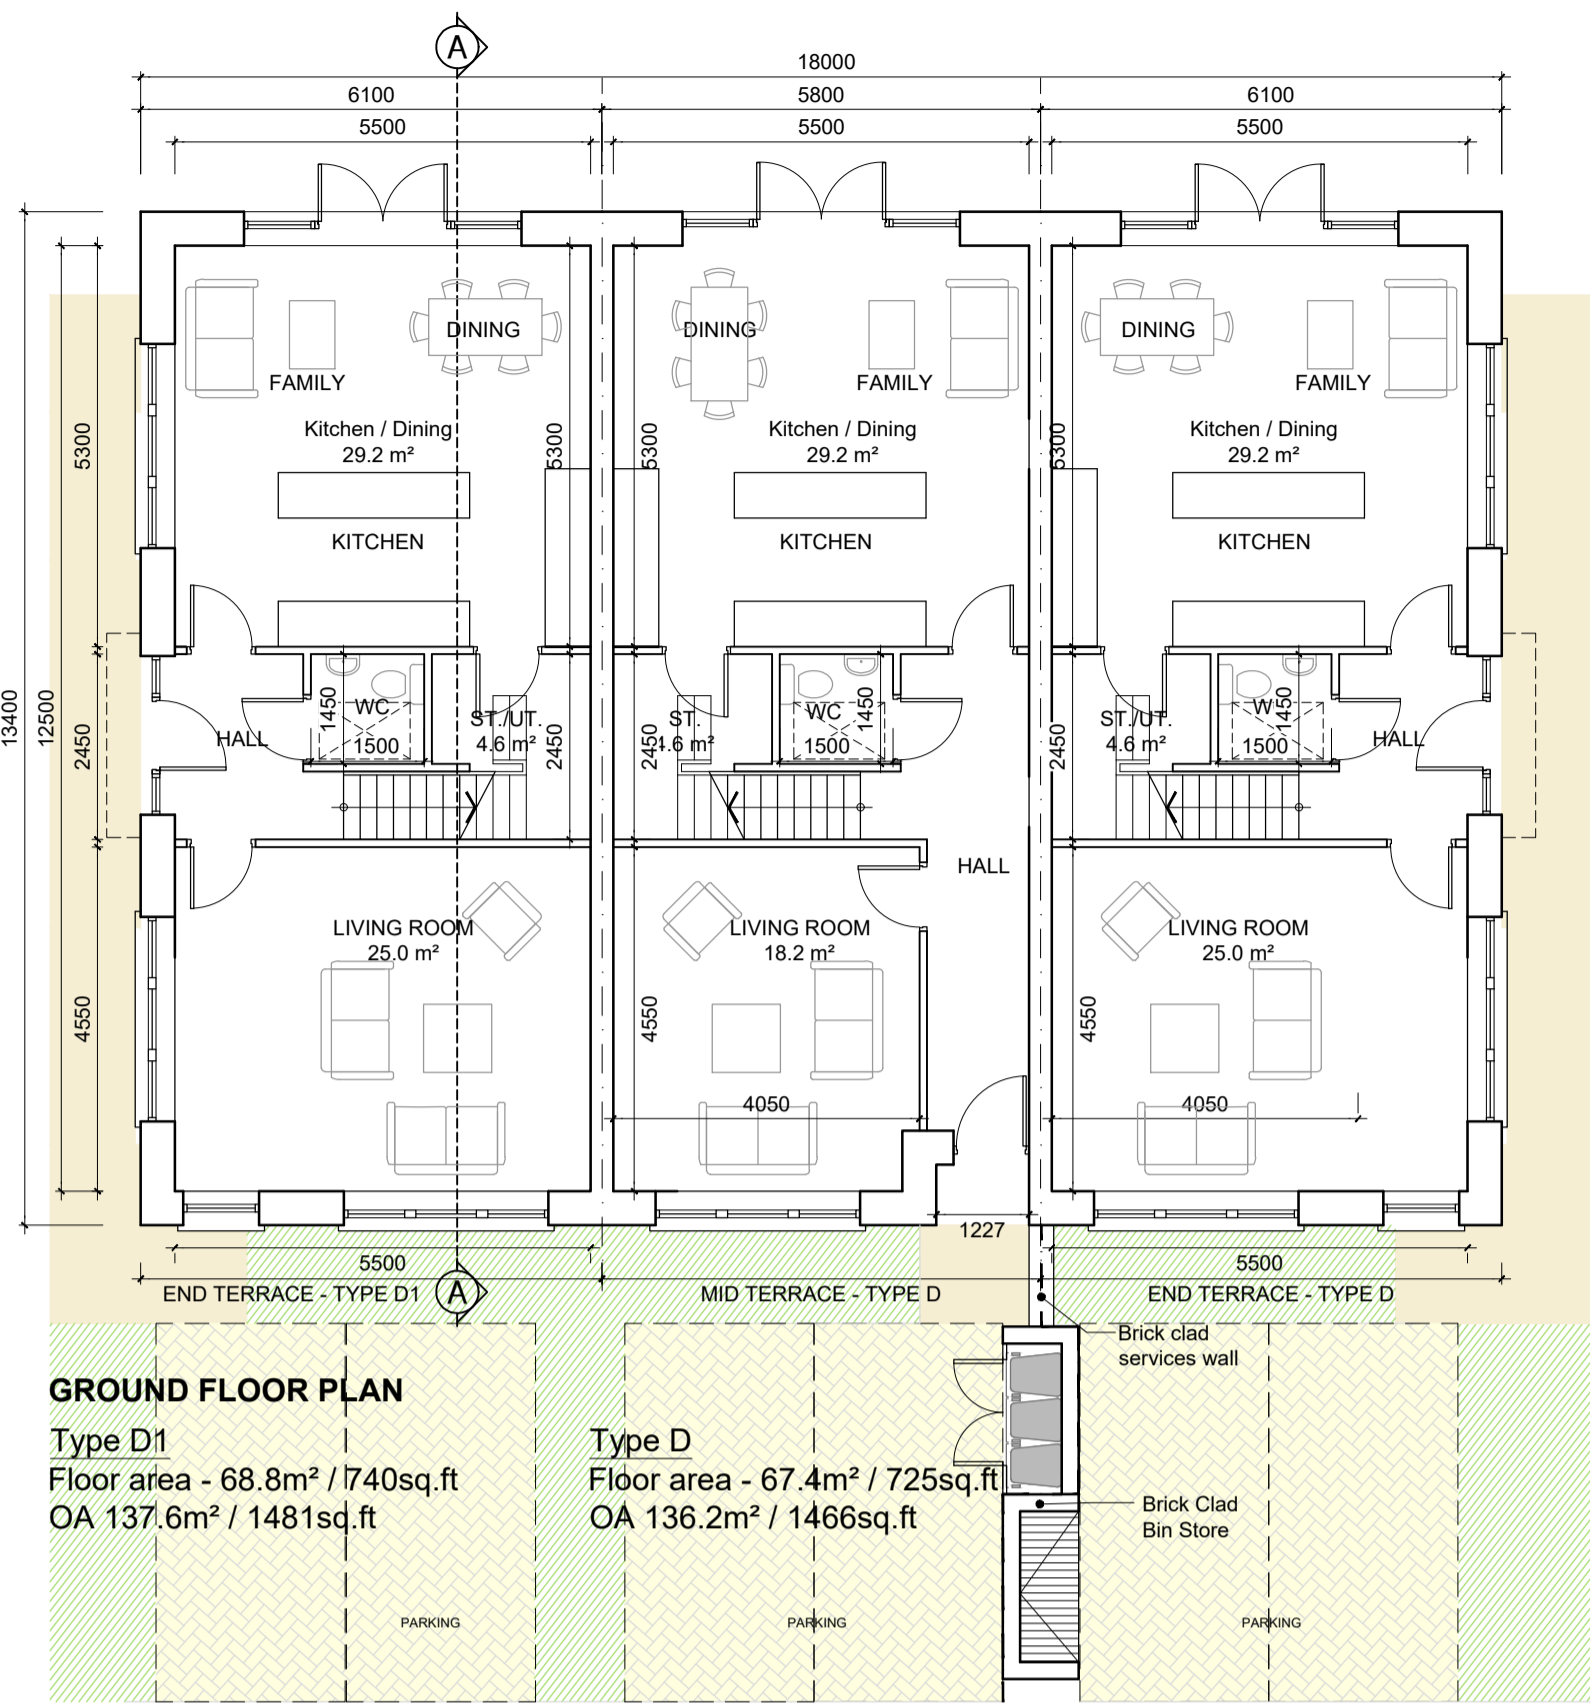 A
18000
6100
5800
6100
5500
5500
5500
DINING
DINING
DINING
FAMILY
FAMILY
FAMILY
Kitchen / Dining
29.2 m²
Kitchen / Dining
29.2 m²
Kitchen / Dining
29.2 m²
5300
5300
5300
5300
KITCHEN
KITCHEN
KITCHEN
13400
12500
2450
HALL
1450
WC
1500
ST./UT.
4.6 m²
2450
2450
ST.
WC
1450
1500
2450
ST./UT.
4.6 m²
1450
1500
HALL
HALL
LIVING ROOM
25.0 m²
LIVING ROOM
18.2 m²
LIVING ROOM
25.0 m²
4550
4550
4550
4050
4050
1227
5500
5500
END TERRACE - TYPE D1
A
MID TERRACE - TYPE D
END TERRACE - TYPE D
Brick clad
services wall
GROUND FLOOR PLAN
Type D1
Floor area - 68.8m² / 740sq.ft
OA 137.6m² / 1481sq.ft
Type D
Floor area - 67.4m² / 725sq.ft
OA 136.2m² / 1466sq.ft
Brick Clad
Bin Store
PARKING
PARKING
PARKING